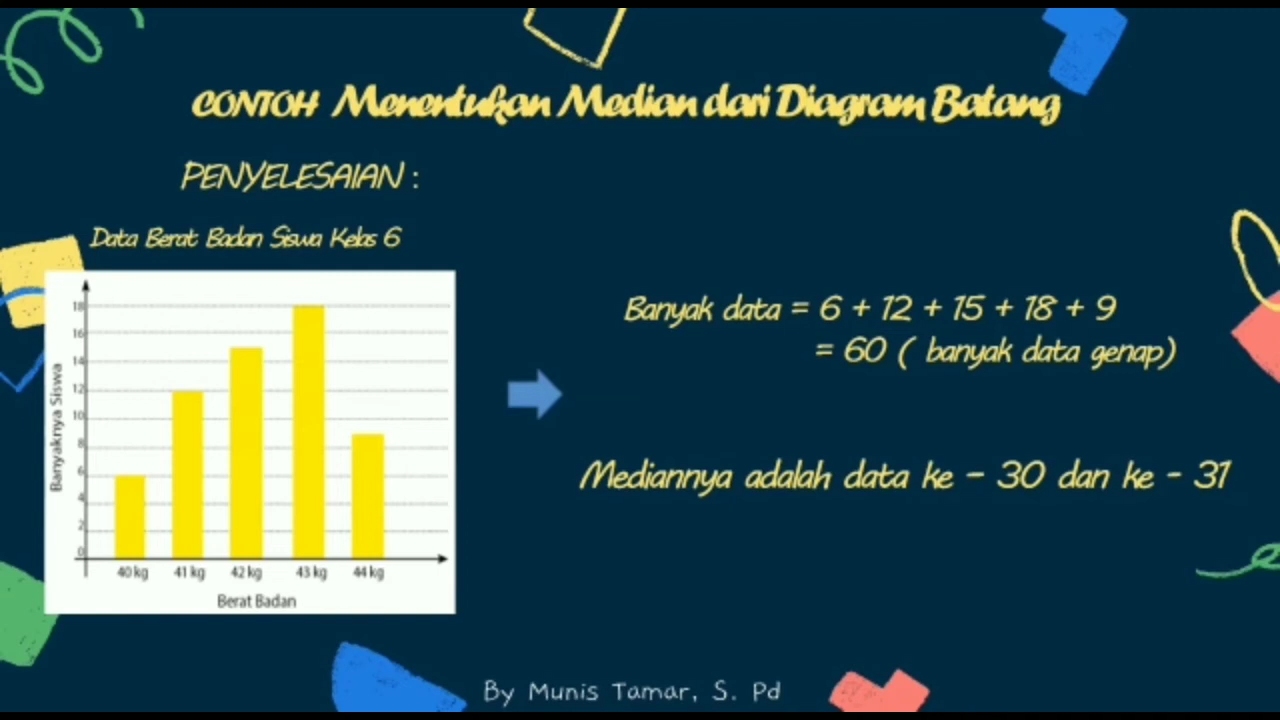 CONTOH Menentukan Median dari Diagram Batang
PENYELESAIAN :
Data Berat Badan Siswa Kelas 6
Banyaknya Siswa
18
16
14
12
10
8
6
4
2
0
40 kg 41 kg 42 kg 43 kg 44 kg
Berat Badan
Banyak data = 6 + 12 + 15 + 18 + 9
= 60 ( banyak data genap)
Mediannya adalah data ke - 30 dan ke - 31
By Munis Tamar, S. Pd